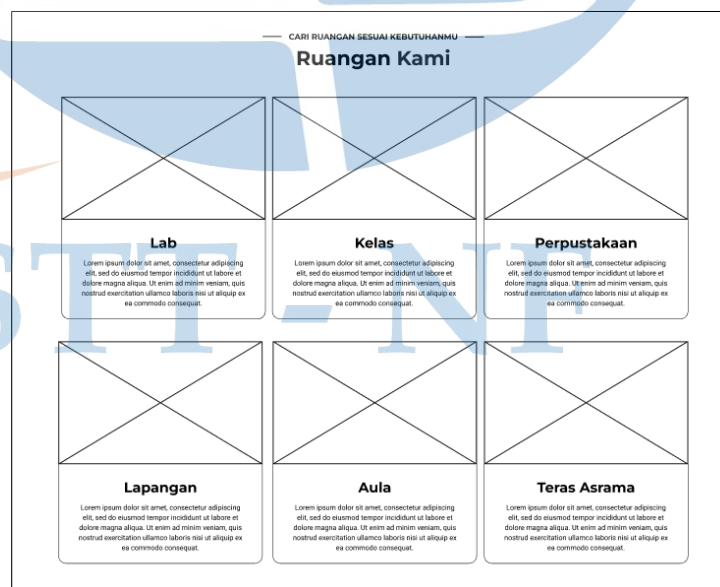 CARI RUANGAN SESUAI KEBUTUHANMU
Ruangan Kami
Lab
Lorem ipsum dolor sit amet, consectetur adipiscing
elit, sed do eiusmod tempor incididunt ut labore et
dolore magna aliqua. Ut enim ad minim veniam, quis
nostrud exercitation ullamco laboris nisi ut aliquip ex
ea commodo consequat.
Kelas
Lorem ipsum dolor sit amet, consectetur adipiscing
elit, sed do eiusmod tempor incididunt ut labore et
dolore magna aliqua. Ut enim ad minim veniam, quis
nostrud exercitation ullamco laboris nisi ut aliquip ex
ea commodo consequat.
Perpustakaan
Lorem ipsum dolor sit amet, consectetur adipiscing
elit, sed do eiusmod tempor incididunt ut labore et
dolore magna aliqua. Ut enim ad minim veniam, quis
nostrud exercitation ullamco laboris nisi ut aliquip ex
ea commodo consequat.
STT - NF
Lapangan
Lorem ipsum dolor sit amet, consectetur adipiscing
elit, sed do eiusmod tempor incididunt ut labore et
dolore magna aliqua. Ut enim ad minim veniam, quis
nostrud exercitation ullamco laboris nisi ut aliquip ex
ea commodo consequat.
Aula
Lorem ipsum dolor sit amet, consectetur adipiscing
elit, sed do eiusmod tempor incididunt ut labore et
dolore magna aliqua. Ut enim ad minim veniam, quis
nostrud exercitation ullamco laboris nisi ut aliquip ex
ea commodo consequat.
Teras Asrama
Lorem ipsum dolor sit amet, consectetur adipiscing
elit, sed do eiusmod tempor incididunt ut labore et
dolore magna aliqua. Ut enim ad minim veniam, quis
nostrud exercitation ullamco laboris nisi ut aliquip ex
ea commodo consequat.